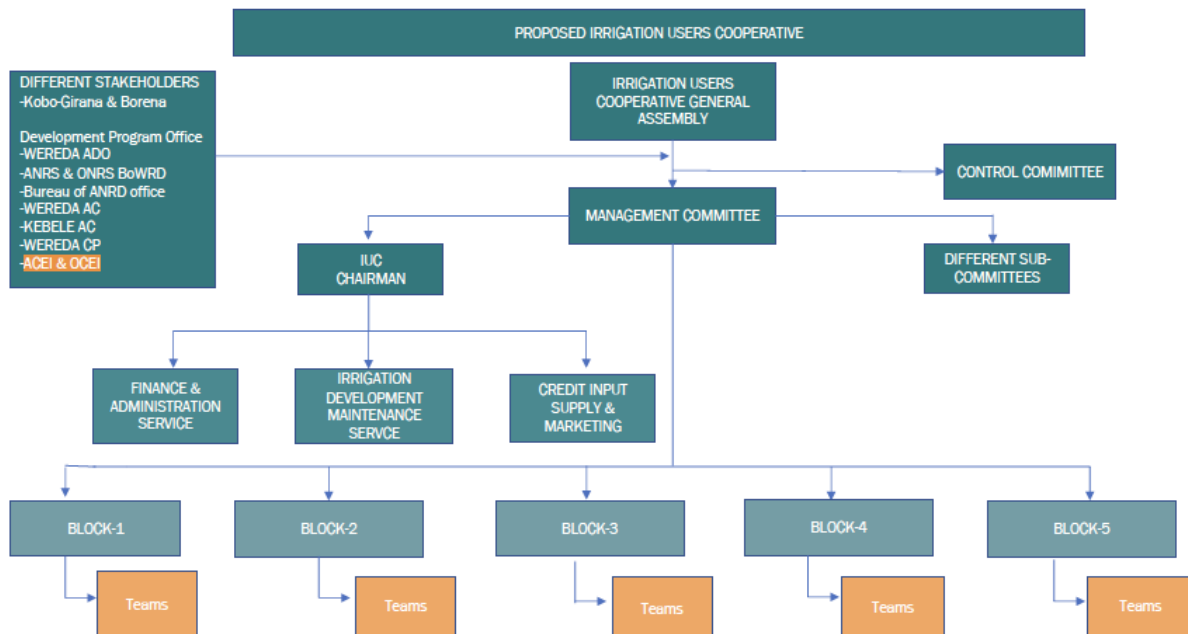 PROPOSED IRRIGATION USERS COOPERATIVE
DIFFERENT STAKEHOLDERS
-Kobo-Girana & Borena
Development Program Office
-WEREDA ADO
-ANRS & ONRS BoWRD
-Bureau of ANRD office
-WEREDA AC
-KEBELE AC
-WEREDA CP
-ACEI & OCEI
IRRIGATION USERS
COOPERATIVE GENERAL
ASSEMBLY
CONTROL COMIMITTEE
MANAGEMENT COMMITTEE
IUC
CHAIRMAN
DIFFERENT SUB-
COMMITTEES
FINANCE &
ADMINISTRATION
SERVICE
IRRIGATION
DEVELOPMENT
MAINTENANCE
SERVCE
CREDIT INPUT
SUPPLY &
MARKETING
BLOCK-1
BLOCK-2
BLOCK-3
BLOCK-4
BLOCK-5
Teams
Teams
Teams
Teams
Teams